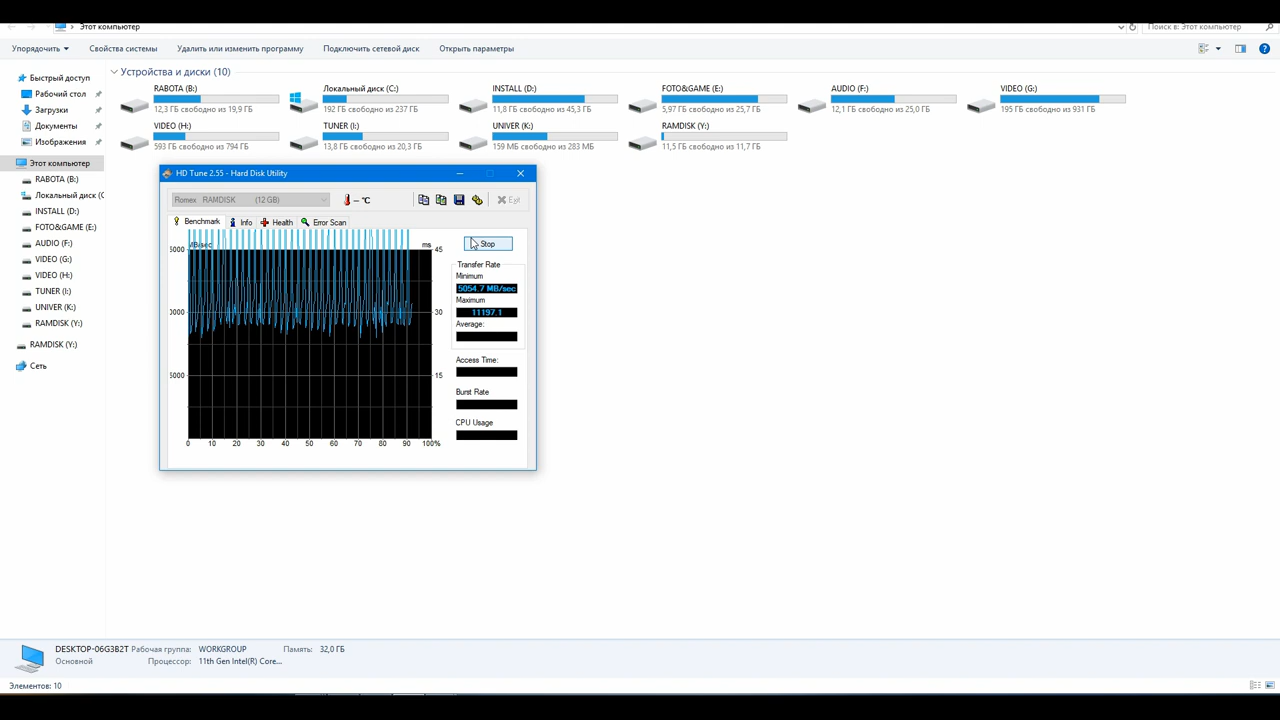 Этот компьютер
Поиск в: Этот компьютер
Упорядочить Свойства системы Удалить или изменить программу Подключить сетевой диск Открыть параметры
Быстрый доступ
Рабочий стол
Загрузки
Документы
Изображения
Этот компьютер
RABOTA (B:)
Локальный диск (C
INSTALL (D:)
FOTO&GAME (E:)
AUDIO (F:)
VIDEO (G:)
VIDEO (H:)
TUNER (I:)
UNIVER (K:)
RAMDISK (Y:)
RAMDISK (Y:)
Сеть
Устройства и диски (10)
RABOTA (B:)
12,3 ГБ свободно из 19,9 ГБ
Локальный диск (C:)
192 ГБ свободно из 237 ГБ
INSTALL (D:)
11,8 ГБ свободно из 45,3 ГБ
FOTO&GAME (E:)
5,97 ГБ свободно из 25,7 ГБ
AUDIO (F:)
12,1 ГБ свободно из 25,0 ГБ
VIDEO (G:)
195 ГБ свободно из 931 ГБ
VIDEO (H:)
593 ГБ свободно из 794 ГБ
TUNER (I:)
13,8 ГБ свободно из 20,3 ГБ
UNIVER (K:)
159 МБ свободно из 283 МБ
RAMDISK (Y:)
11,5 ГБ свободно из 11,7 ГБ
HD Tune 2.55 - Hard Disk Utility
Romex RAMDISK (12 GB)
– °C
Exit
Benchmark Info Health Error Scan
MB/sec
ms
5000
0000
5000
45
30
15
0 10 20 30 40 50 60 70 80 90 100%
Stop
Transfer Rate
Minimum
5054.7 MB/sec
Maximum
11197.1
Average:
Access Time:
Burst Rate
CPU Usage
DESKTOP-06G3B2T Рабочая группа: WORKGROUP Память: 32,0 ГБ
Основной Процессор: 11th Gen Intel(R) Core...
Элементов: 10